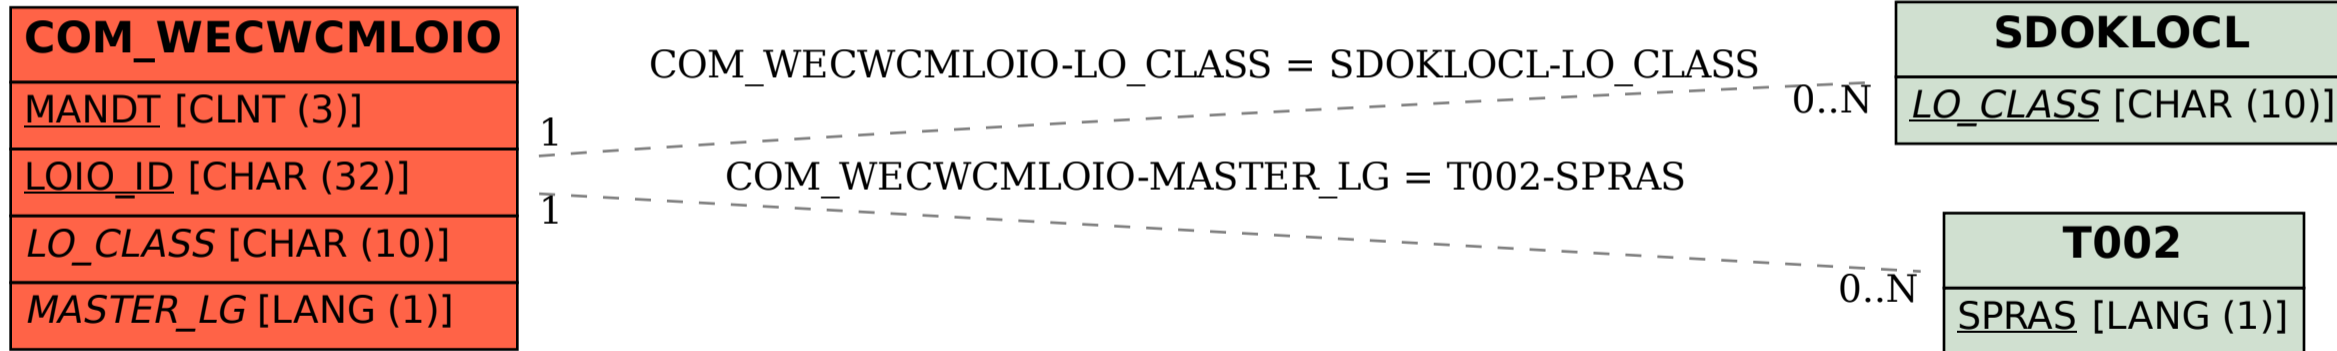 COM_WECWCMLOIO
MANDT [CLNT (3)]
LOIO_ID [CHAR (32)]
LO_CLASS [CHAR (10)]
MASTER_LG [LANG (1)]
COM_WECWCMLOIO-LO_CLASS = SDOKLOCL-LO_CLASS
1
0..N
COM_WECWCMLOIO-MASTER_LG = T002-SPRAS
1
0..N
SDOKLOCL
LO_CLASS [CHAR (10)]
T002
SPRAS [LANG (1)]